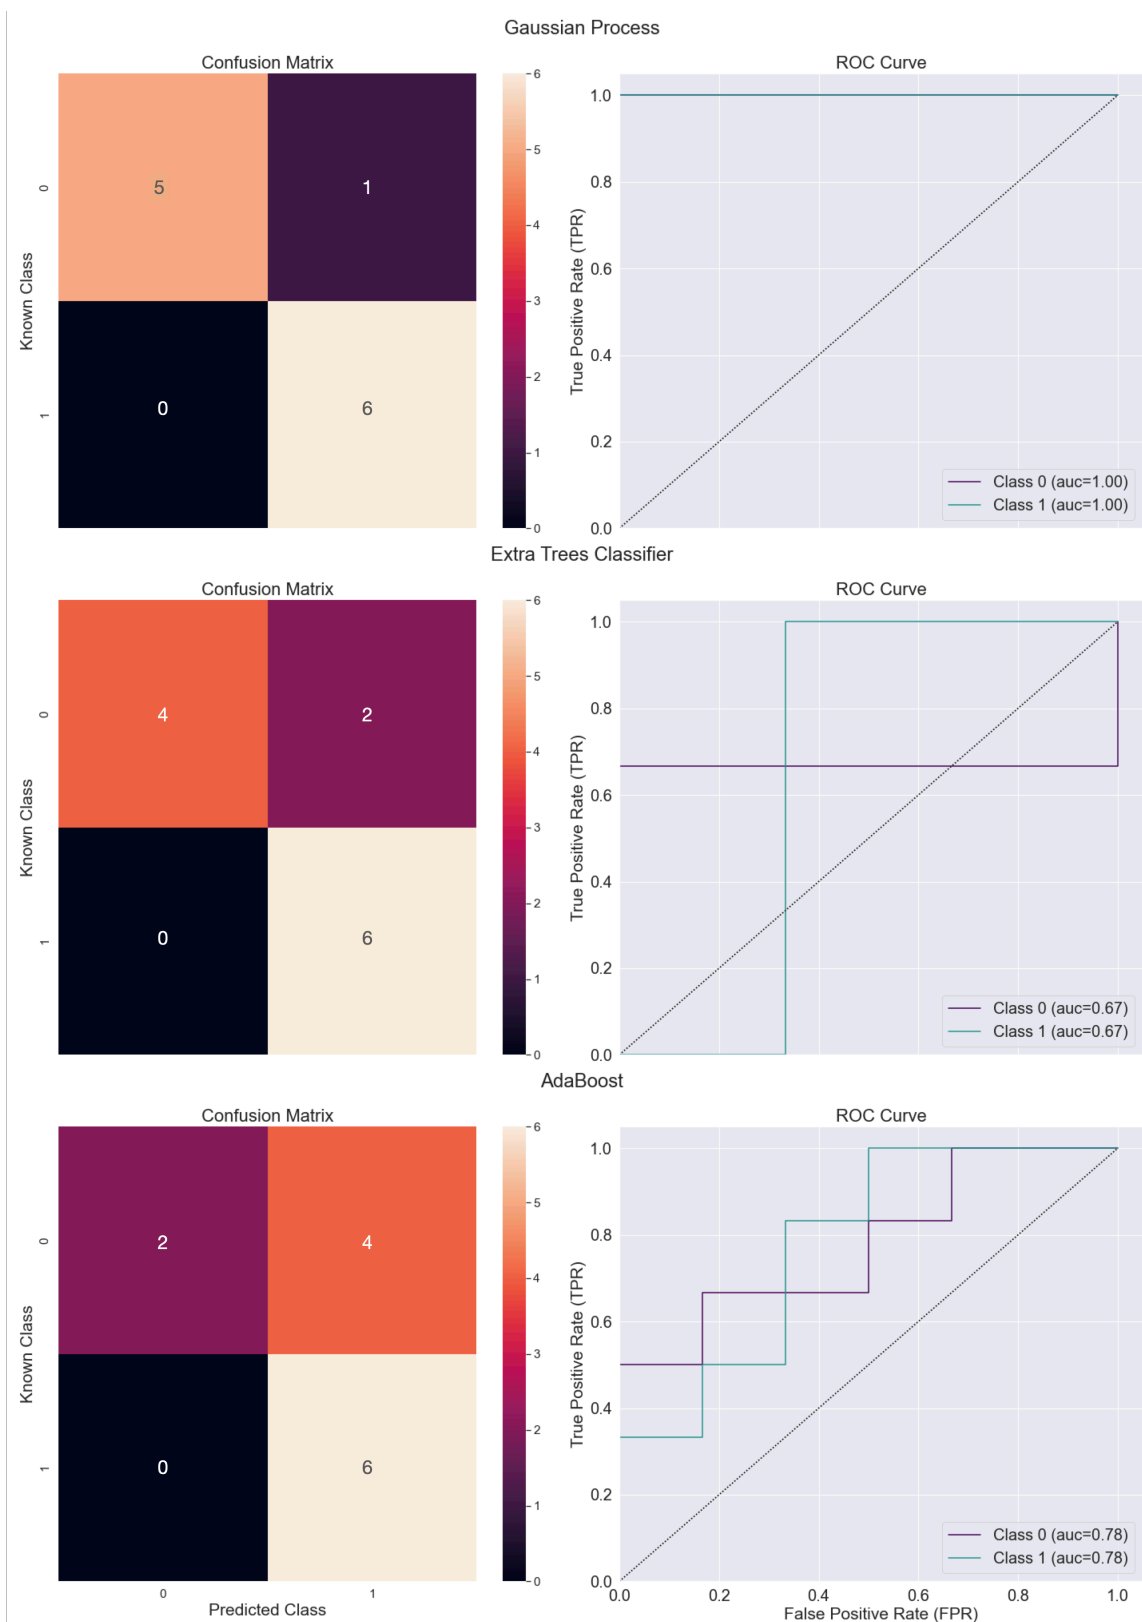 Gaussian Process
Confusion Matrix
0
1
Known Class
5
1
0
6
6
5
4
3
2
1
0
ROC Curve
True Positive Rate (TPR)
1.0
0.8
0.6
0.4
0.2
0.0
Class 0 (auc=1.00)
Class 1 (auc=1.00)
Extra Trees Classifier
Confusion Matrix
0
1
Known Class
4
2
0
6
6
5
4
3
2
1
0
ROC Curve
True Positive Rate (TPR)
1.0
0.8
0.6
0.4
0.2
0.0
Class 0 (auc=0.67)
Class 1 (auc=0.67)
AdaBoost
Confusion Matrix
0
1
Known Class
2
4
0
6
0
1
Predicted Class
6
5
4
3
2
1
0
ROC Curve
True Positive Rate (TPR)
1.0
0.8
0.6
0.4
0.2
0.0
Class 0 (auc=0.78)
Class 1 (auc=0.78)
0.0 0.2 0.4 0.6 0.8 1.0
False Positive Rate (FPR)